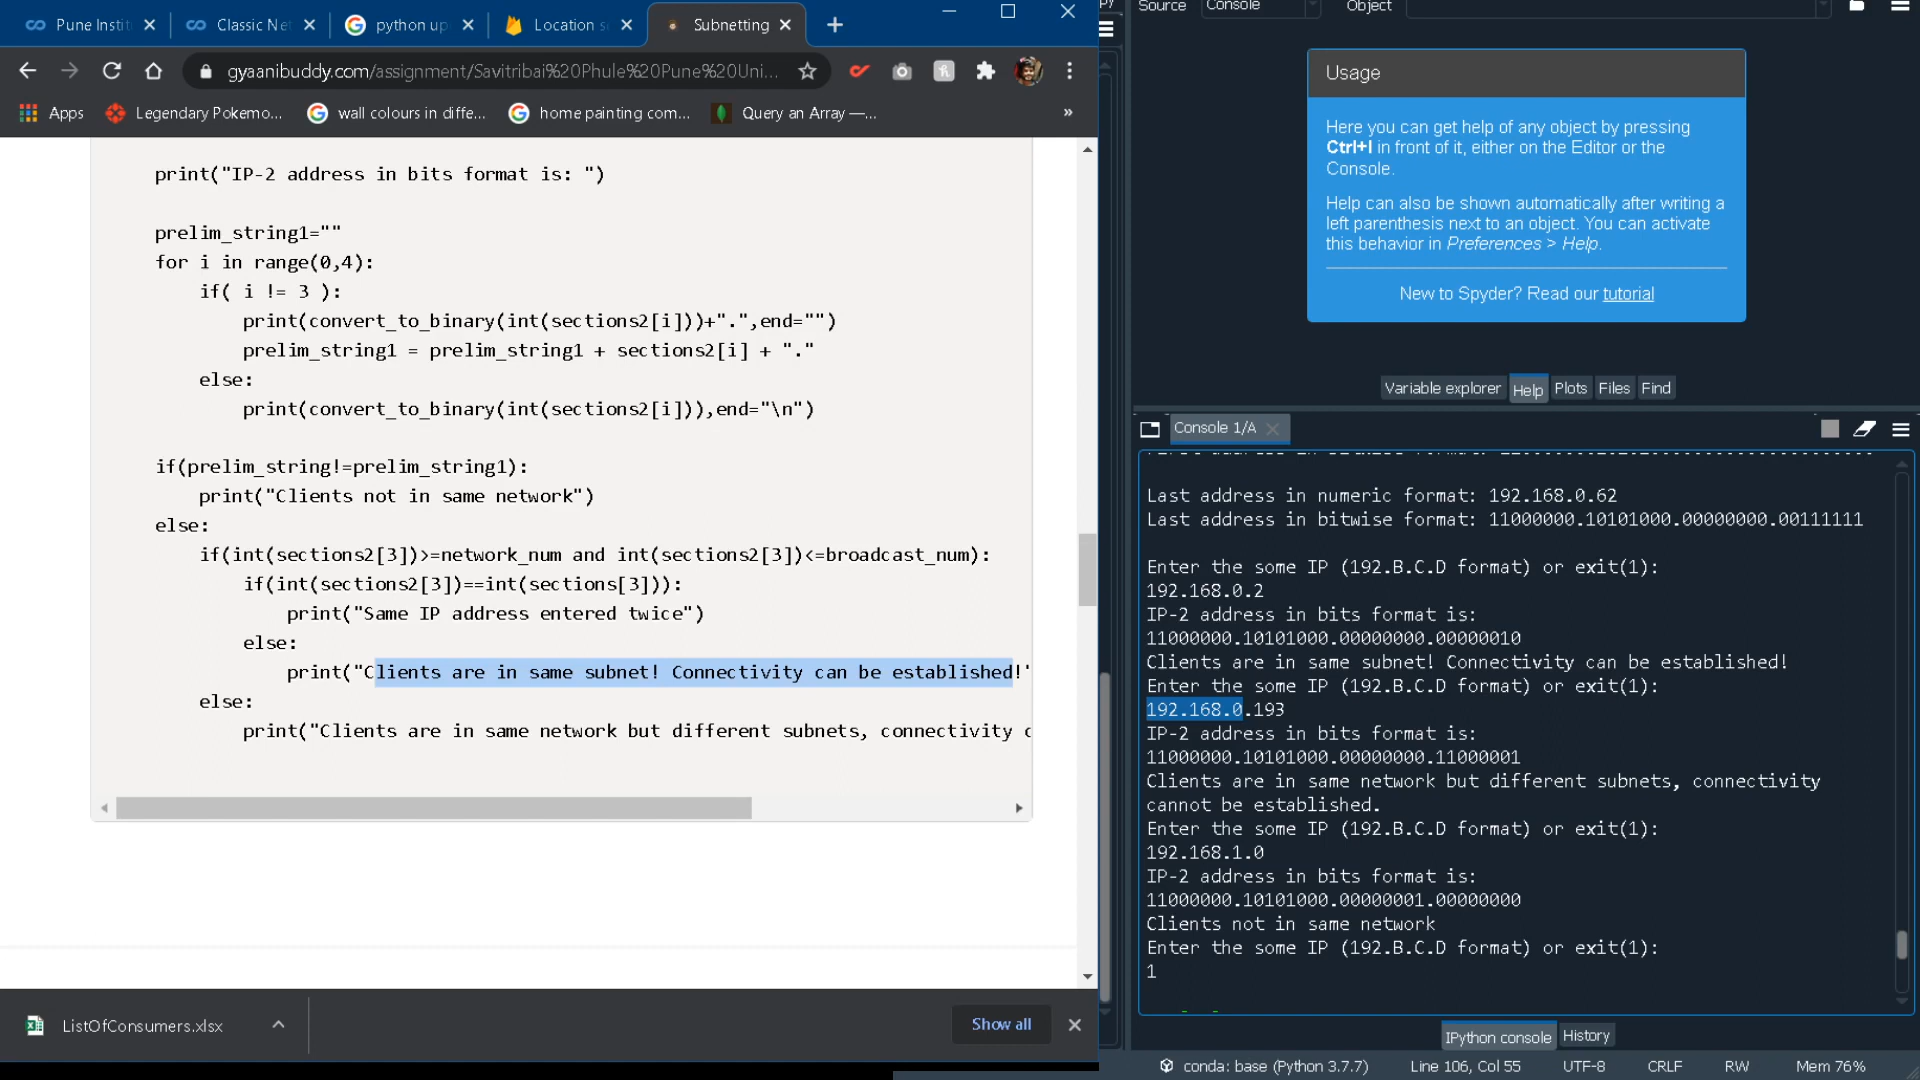 Pune Instit
Classic Net
python up
Location s
Subnetting
gyaanibuddy.com/assignment/Savitribai%20Phule%20Pune%20Uni...
Apps
Legendary Pokemo...
wall colours in diffe...
home painting com...
Query an Array —...
»
print("IP-2 address in bits format is: ")
prelim_string1=""
for i in range(0,4):
if( i != 3 ):
print(convert_to_binary(int(sections2[i]))+".",end="")
prelim_string1 = prelim_string1 + sections2[i] + "."
else:
print(convert_to_binary(int(sections2[i])),end="\n")
if(prelim_string!=prelim_string1):
print("Clients not in same network")
else:
if(int(sections2[3])>=network_num and int(sections2[3])<=broadcast_num):
if(int(sections2[3])==int(sections[3])):
print("Same IP address entered twice")
else:
print("Clients are in same subnet! Connectivity can be established!"
else:
print("Clients are in same network but different subnets, connectivity c
ListOfConsumers.xlsx
Show all
Source
Console
Object
Usage
Here you can get help of any object by pressing
Ctrl+I in front of it, either on the Editor or the
Console.
Help can also be shown automatically after writing a
left parenthesis next to an object. You can activate
this behavior in Preferences > Help.
New to Spyder? Read our tutorial
Variable explorer
Help
Plots
Files
Find
Console 1/A
Last address in numeric format: 192.168.0.62
Last address in bitwise format: 11000000.10101000.00000000.00111111
Enter the some IP (192.B.C.D format) or exit(1):
192.168.0.2
IP-2 address in bits format is:
11000000.10101000.00000000.00000010
Clients are in same subnet! Connectivity can be established!
Enter the some IP (192.B.C.D format) or exit(1):
192.168.0.193
IP-2 address in bits format is:
11000000.10101000.00000000.11000001
Clients are in same network but different subnets, connectivity
cannot be established.
Enter the some IP (192.B.C.D format) or exit(1):
192.168.1.0
IP-2 address in bits format is:
11000000.10101000.00000001.00000000
Clients not in same network
Enter the some IP (192.B.C.D format) or exit(1):
1
IPython console
History
conda: base (Python 3.7.7)
Line 106, Col 55
UTF-8
CRLF
RW
Mem 76%